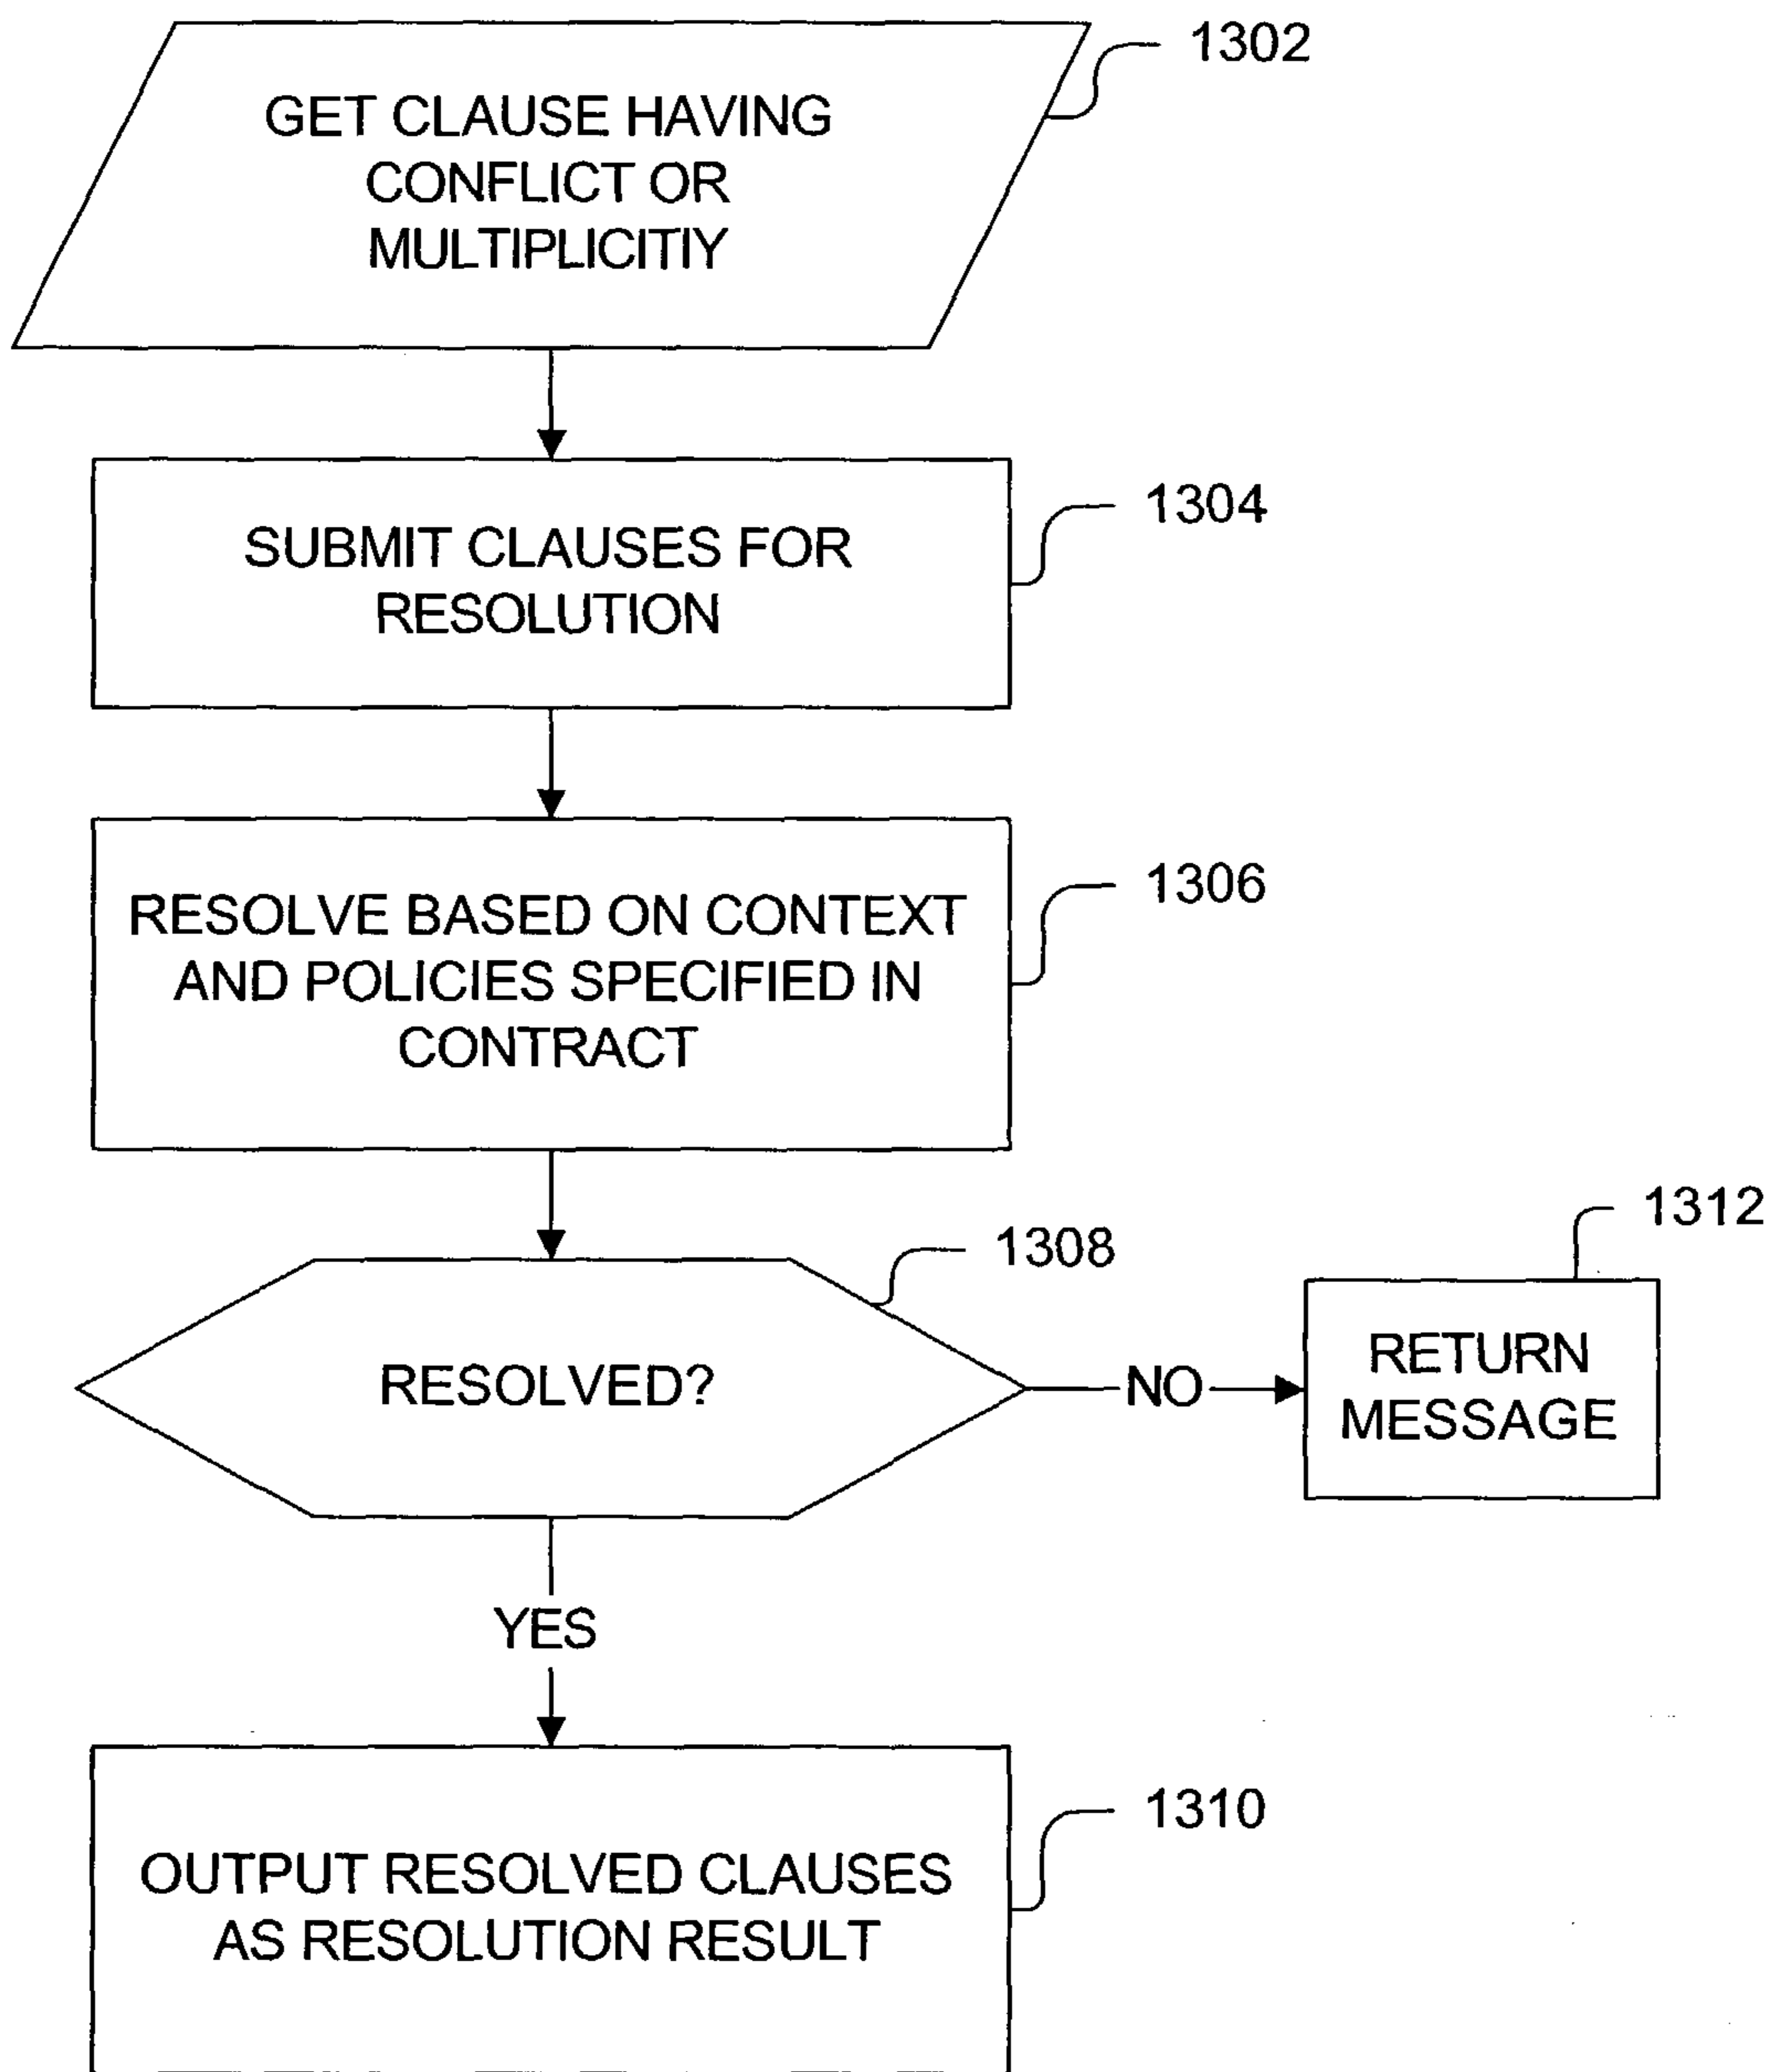 1302
GET CLAUSE HAVING
CONFLICT OR
MULTIPLICITIY
1304
SUBMIT CLAUSES FOR
RESOLUTION
1306
RESOLVE BASED ON CONTEXT
AND POLICIES SPECIFIED IN
CONTRACT
1308
1312
RESOLVED?
NO
RETURN
MESSAGE
YES
1310
OUTPUT RESOLVED CLAUSES
AS RESOLUTION RESULT